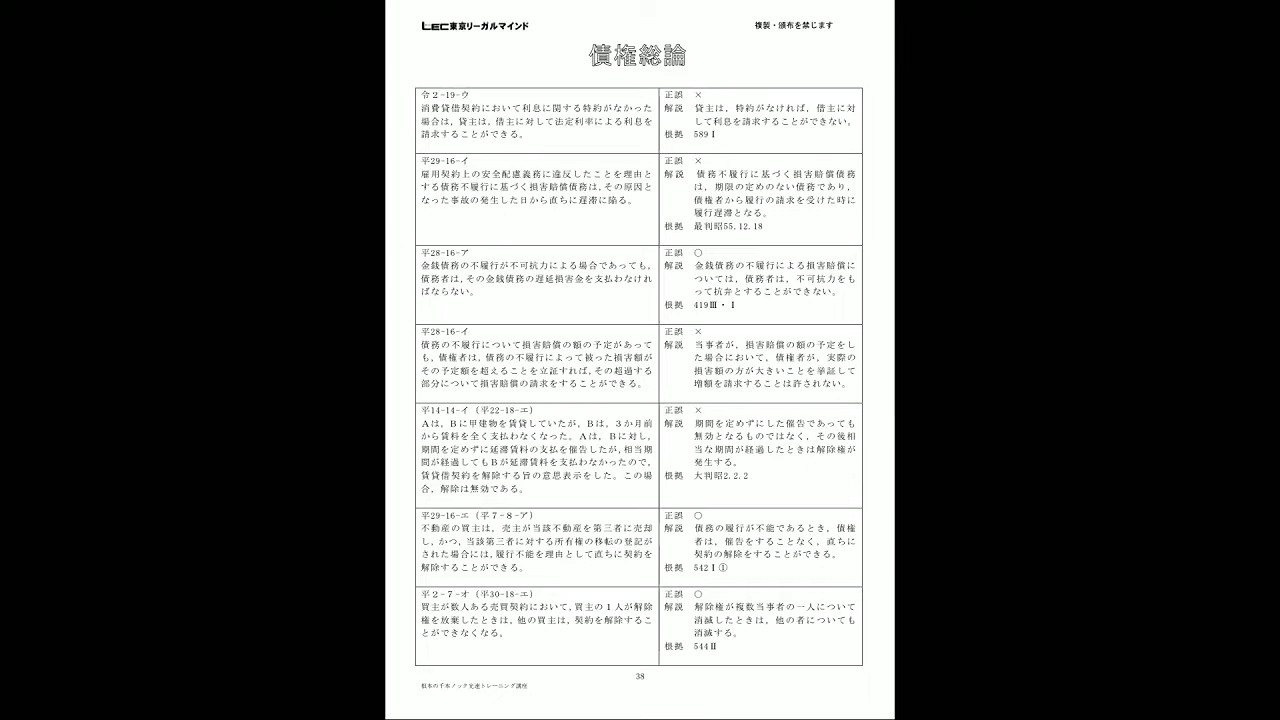 LEC東京リーガルマインド
複製・頒布を禁じます
債権総論
令2-19-ウ
消費貸借契約において利息に関する特約がなかった
場合は，貸主は，借主に対して法定利率による利息を
請求することができる。
正誤 ×
解説 貸主は，特約がなければ，借主に対
して利息を請求することができない。
根拠 589Ⅰ
平29-16-イ
雇用契約上の安全配慮義務に違反したことを理由と
する債務不履行に基づく損害賠償債務は，その原因と
なった事故の発生した日から直ちに遅滞に陥る。
正誤 ×
解説 債務不履行に基づく損害賠償債務
は，期限の定めのない債務であり，
債権者から履行の請求を受けた時に
履行遅滞となる。
根拠 最判昭55.12.18
平28-16-ア
金銭債務の不履行が不可抗力による場合であっても，
債務者は，その金銭債務の遅延損害金を支払わなけれ
ばならない。
正誤 ○
解説 金銭債務の不履行による損害賠償に
ついては，債務者は，不可抗力をも
って抗弁とすることができない。
根拠 419Ⅲ・Ⅰ
平28-16-イ
債務の不履行について損害賠償の額の予定があって
も，債権者は，債務の不履行によって被った損害額が
その予定額を超えることを立証すれば，その超過する
部分について損害賠償の請求をすることができる。
正誤 ×
解説 当事者が，損害賠償の額の予定をし
た場合において，債権者が，実際の
損害額の方が大きいことを挙証して
増額を請求することは許されない。
平14-14-イ（平22-18-エ）
Ａは，Ｂに甲建物を賃貸していたが，Ｂは，３か月前
から賃料を全く支払わなくなった。Ａは，Ｂに対し，
期間を定めずに延滞賃料の支払を催告したが，相当期
間が経過してもＢが延滞賃料を支払わなかったので，
賃貸借契約を解除する旨の意思表示をした。この場
合，解除は無効である。
正誤 ×
解説 期間を定めずにした催告であっても
無効となるものではなく，その後相
当な期間が経過したときは解除権が
発生する。
根拠 大判昭2.2.2
平29-16-エ（平７-８-ア）
不動産の買主は，売主が当該不動産を第三者に売却
し，かつ，当該第三者に対する所有権の移転の登記が
された場合には，履行不能を理由として直ちに契約を
解除することができる。
正誤 ○
解説 債務の履行が不能であるとき，債権
者は，催告をすることなく，直ちに
契約の解除をすることができる。
根拠 542Ⅰ①
平２-７-オ（平30-18-エ）
買主が数人ある売買契約において，買主の１人が解除
権を放棄したときは，他の買主は，契約を解除するこ
とができなくなる。
正誤 ○
解説 解除権が複数当事者の一人について
消滅したときは，他の者についても
消滅する。
根拠 544Ⅱ
38
根本の千本ノック光速トレーニング講座